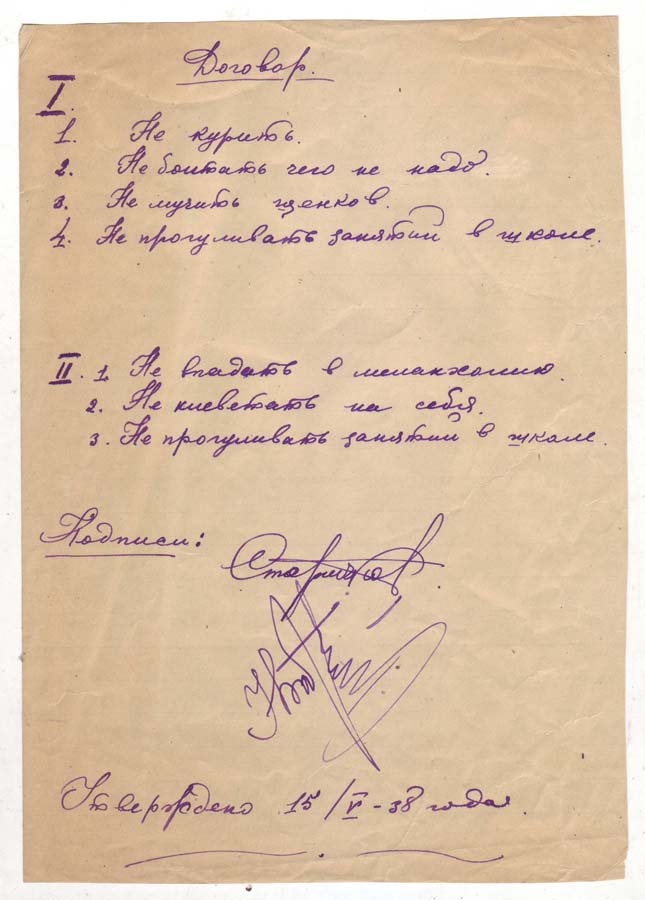 Договор.
I.
1. Не курить.
2. Не болтать чего не надо.
3. Не мучить щенков.
4. Не прогуливать занятий в школе.
II. 1. Не впадать в меланхолию.
2. Не клеветать на себя.
3. Не прогуливать занятий в школе.
Подписи:
Утверждено 15/V-38 года.